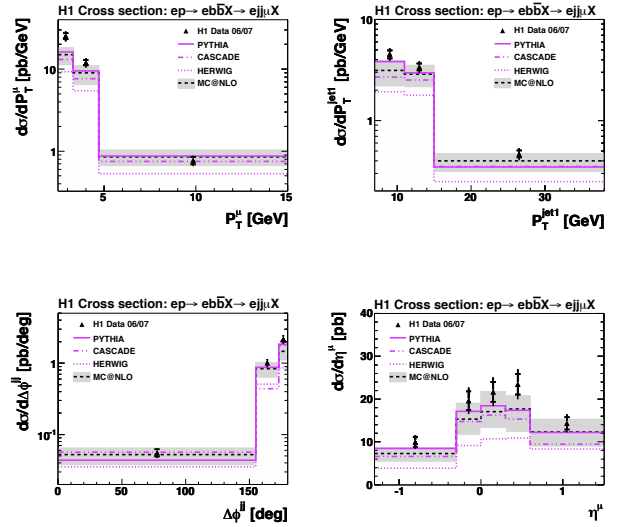 H1 Cross section: ep→ ebb̅X→ ejjμX
dσ/dP_T^μ [pb/GeV]
H1 Data 06/07
PYTHIA
CASCADE
HERWIG
MC@NLO
10
1
5 10 15
P_T^μ [GeV]
H1 Cross section: ep→ ebb̅X→ ejjμX
dσ/dP_T^jet1 [pb/GeV]
H1 Data 06/07
PYTHIA
CASCADE
HERWIG
MC@NLO
10
1
10 20 30
P_T^jet1 [GeV]
H1 Cross section: ep→ ebb̅X→ ejjμX
dσ/dΔϕ^jj [pb/deg]
H1 Data 06/07
PYTHIA
CASCADE
HERWIG
MC@NLO
1
10^-1
0 50 100 150
Δϕ^jj [deg]
H1 Cross section: ep→ ebb̅X→ ejjμX
dσ/dη^μ [pb]
H1 Data 06/07
PYTHIA
CASCADE
HERWIG
MC@NLO
40
30
20
10
0
-1 0 1
η^μ